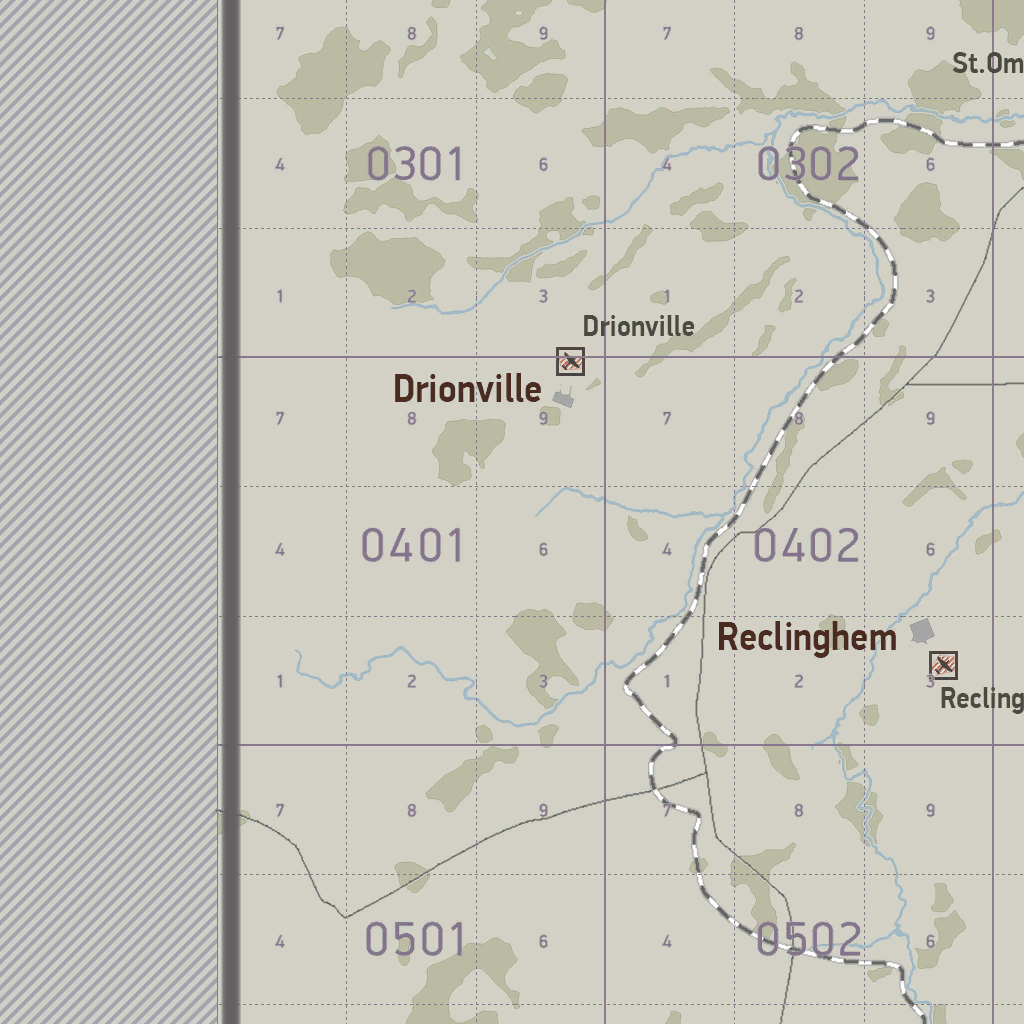 7 8 9 7 8 9
St.Om
0301 0302
4 6 4 6
1 2 3 1 2 3
Drionville
Drionville
7 8 9 7 8 9
0401 0402
4 6 4 6
Reclinghem
1 2 3 1 2 3
Recling
7 8 9 7 8 9
0501 0502
4 6 4 6